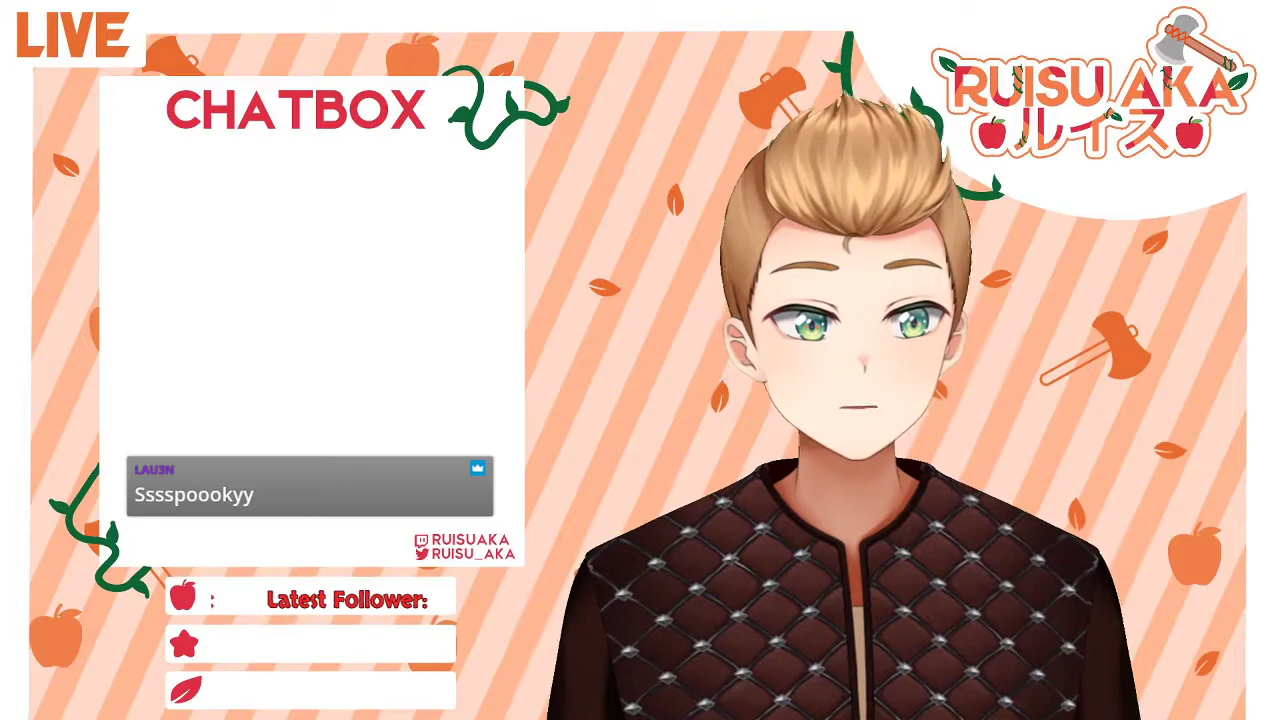 LIVE
RUISU AKA
ルイス
CHATBOX
LAU3N
Sssspoookyy
RUISUAKA
RUISU_AKA
: Latest Follower: